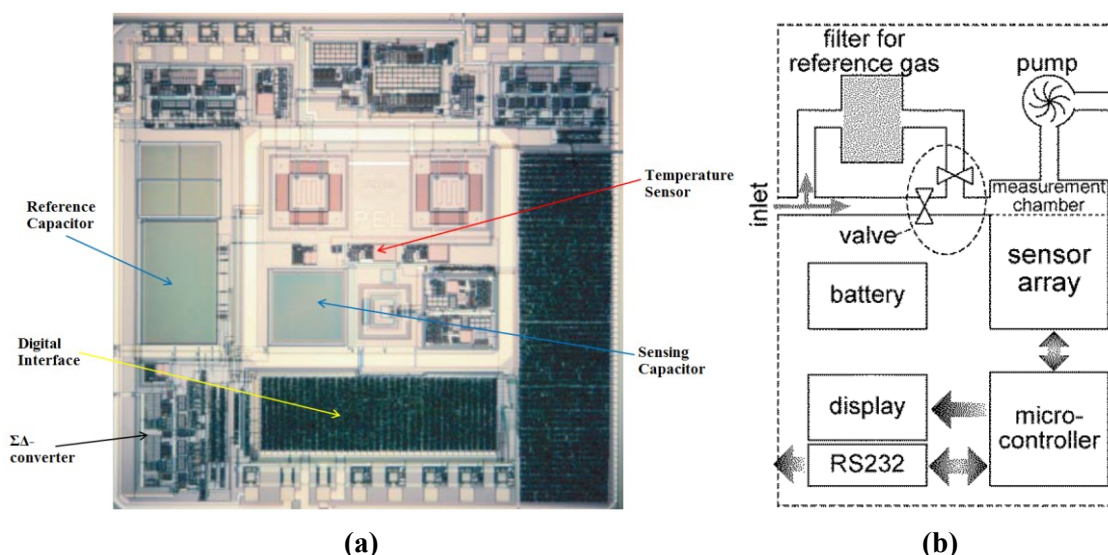 Reference
Capacitor
Digital
Interface
ΣΔ-
converter
Temperature
Sensor
Sensing
Capacitor
(a)
filter for
reference gas
pump
inlet
measurement
chamber
valve
sensor
array
battery
display
micro-
controller
RS232
(b)